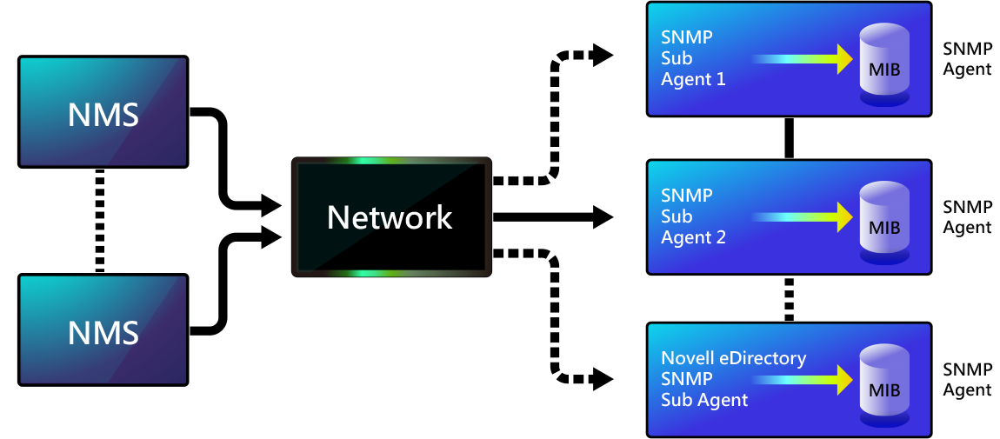 NMS
NMS
Network
SNMP
Sub
Agent 1
MIB
SNMP
Agent
SNMP
Sub
Agent 2
MIB
SNMP
Agent
Novell eDirectory
SNMP
Sub Agent
MIB
SNMP
Agent